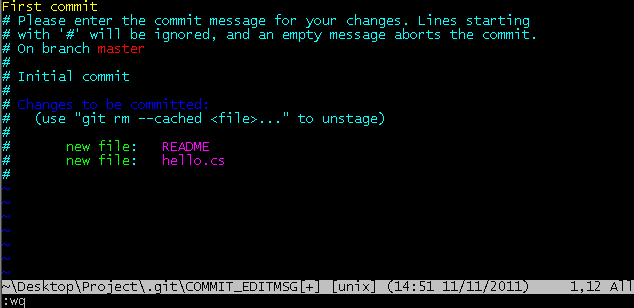 First commit
# Please enter the commit message for your changes. Lines starting
# with '#' will be ignored, and an empty message aborts the commit.
# On branch master
#
# Initial commit
#
# Changes to be committed:
#   (use "git rm --cached <file>..." to unstage)
#
#       new file:   README
#       new file:   hello.cs
#
~
~
~
~
~
~
~
~\Desktop\Project\.git\COMMIT_EDITMSG[+] [unix] (14:51 11/11/2011)     1,12 All
:wq